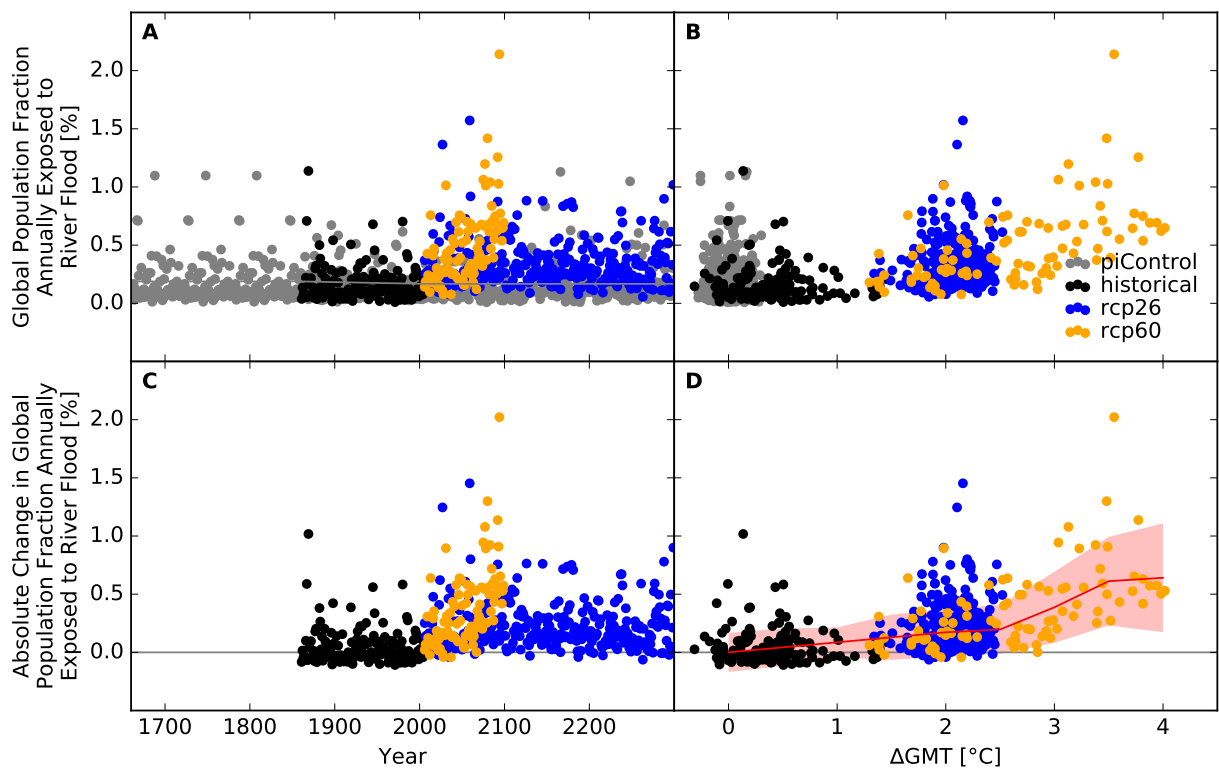 A
B
Global Population Fraction
Annually Exposed to
River Flood [%]
2.0
1.5
1.0
0.5
0.0
piControl
historical
rcp26
rcp60
C
D
Absolute Change in Global
Population Fraction Annually
Exposed to River Flood [%]
2.0
1.5
1.0
0.5
0.0
1700 1800 1900 2000 2100 2200
0 1 2 3 4
Year
ΔGMT [°C]